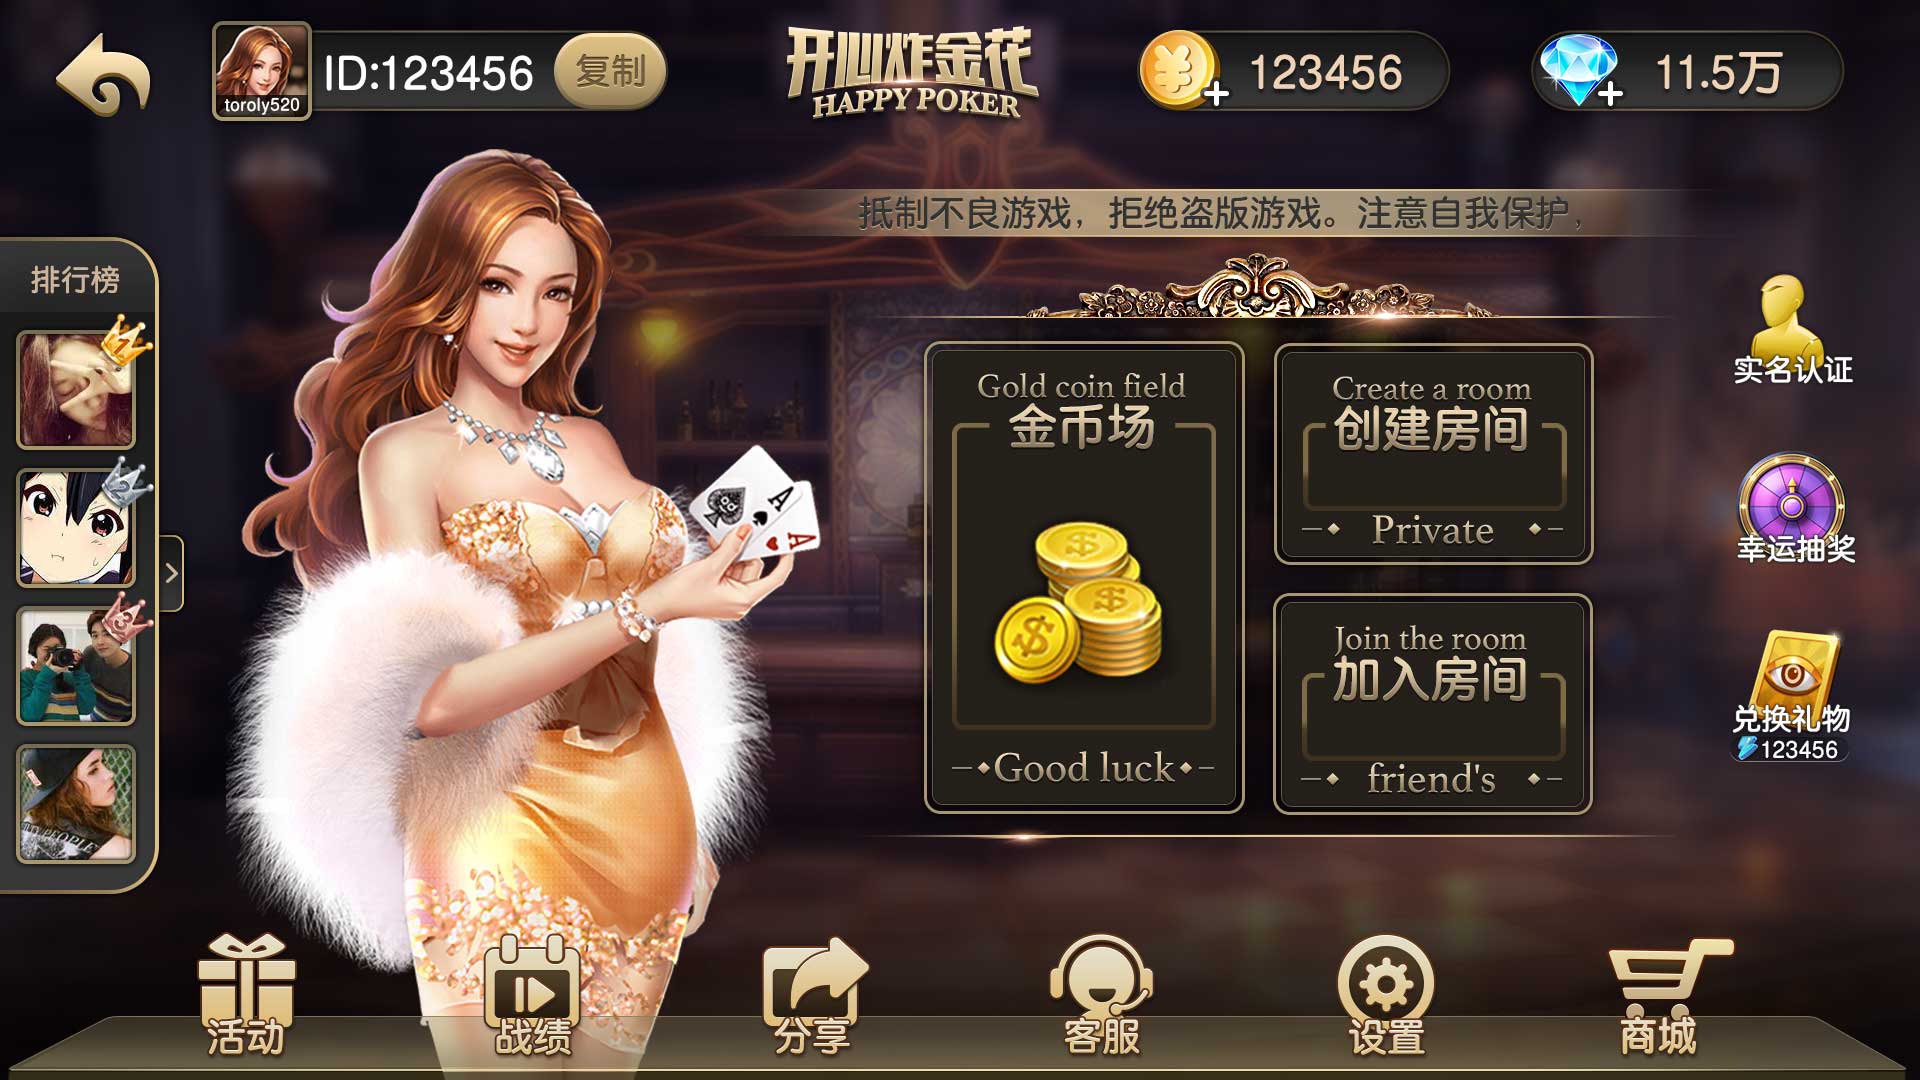 ID:123456
复制
toroly520
开心炸金花
HAPPY POKER
123456
11.5万
抵制不良游戏，拒绝盗版游戏。注意自我保护，
排行榜
1
2
3
A
A
Gold coin field
金币场
Good luck
Create a room
创建房间
Private
Join the room
加入房间
friend's
实名认证
幸运抽奖
兑换礼物
123456
活动
战绩
分享
客服
设置
商城